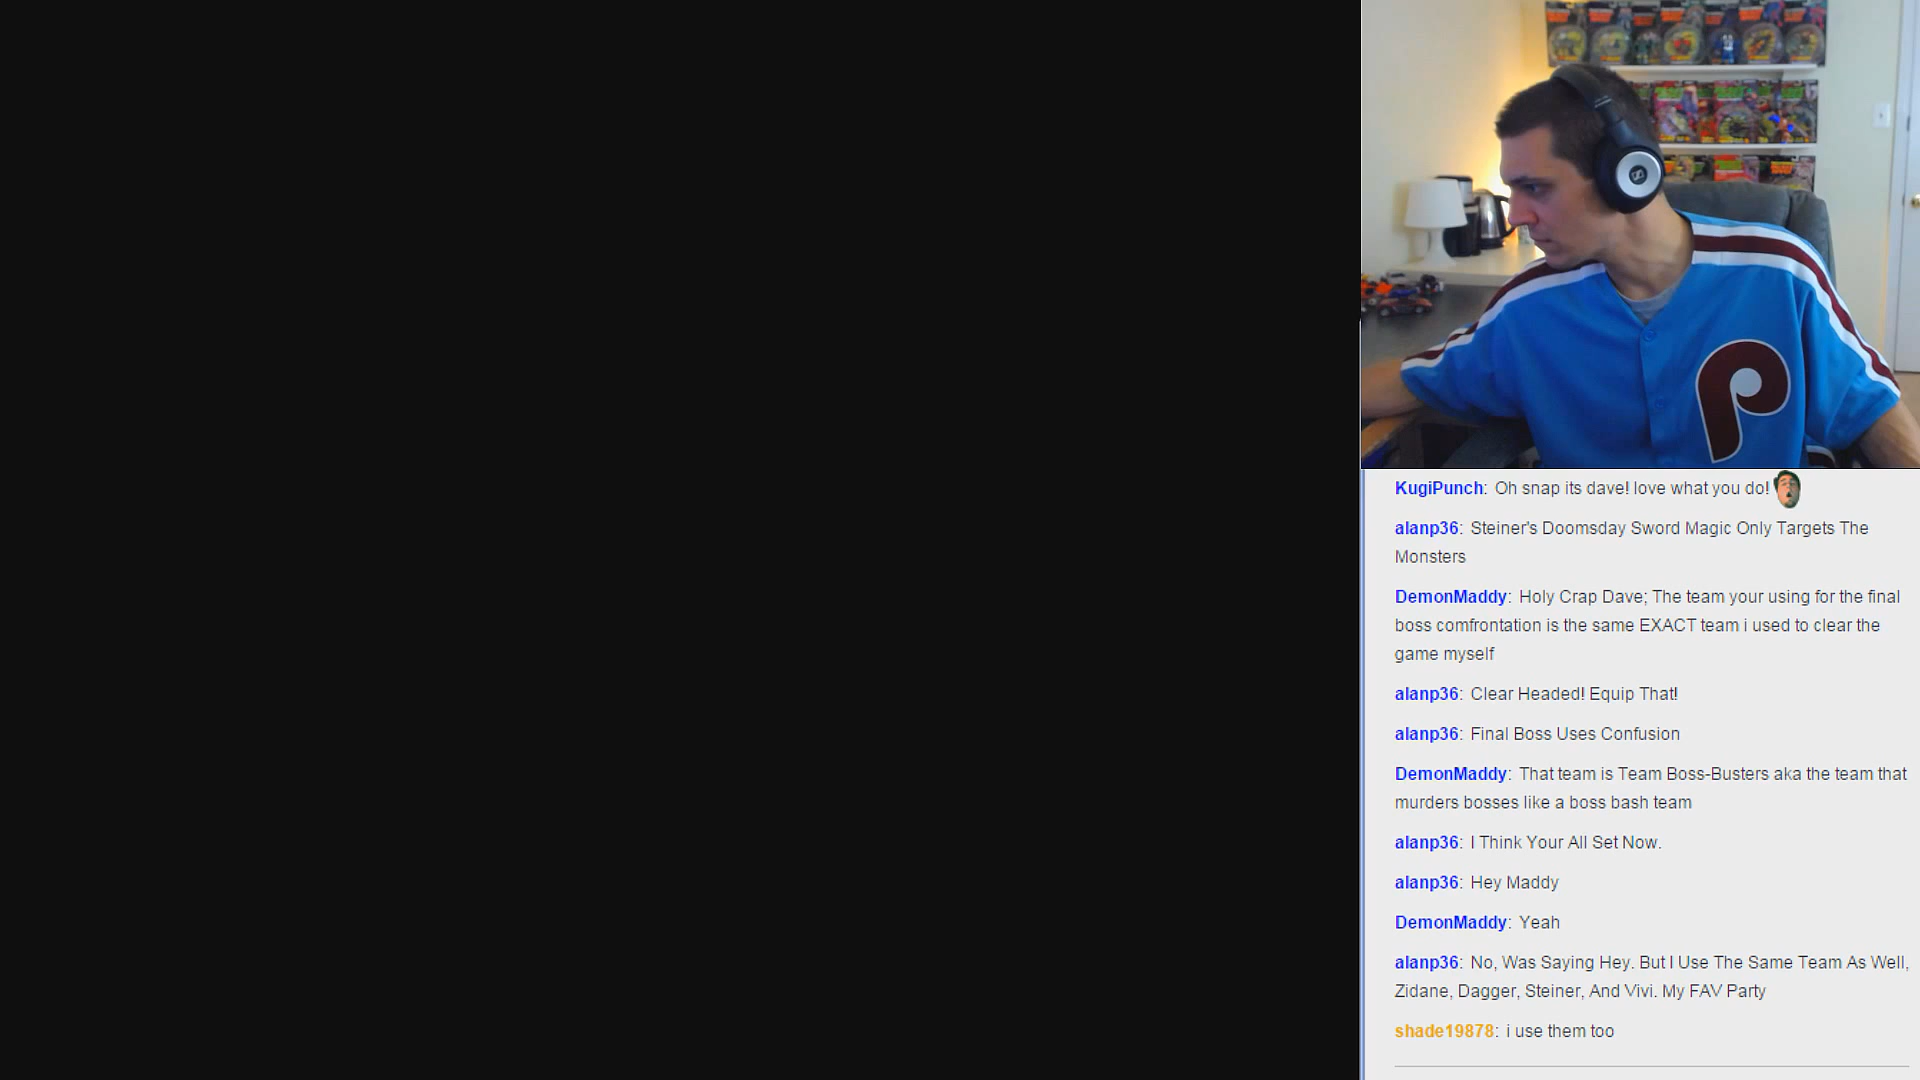 P
KugiPunch: Oh snap its dave! love what you do!
alanp36: Steiner's Doomsday Sword Magic Only Targets The
Monsters
DemonMaddy: Holy Crap Dave; The team your using for the final
boss comfrontation is the same EXACT team i used to clear the
game myself
alanp36: Clear Headed! Equip That!
alanp36: Final Boss Uses Confusion
DemonMaddy: That team is Team Boss-Busters aka the team that
murders bosses like a boss bash team
alanp36: I Think Your All Set Now.
alanp36: Hey Maddy
DemonMaddy: Yeah
alanp36: No, Was Saying Hey. But I Use The Same Team As Well,
Zidane, Dagger, Steiner, And Vivi. My FAV Party
shade19878: i use them too